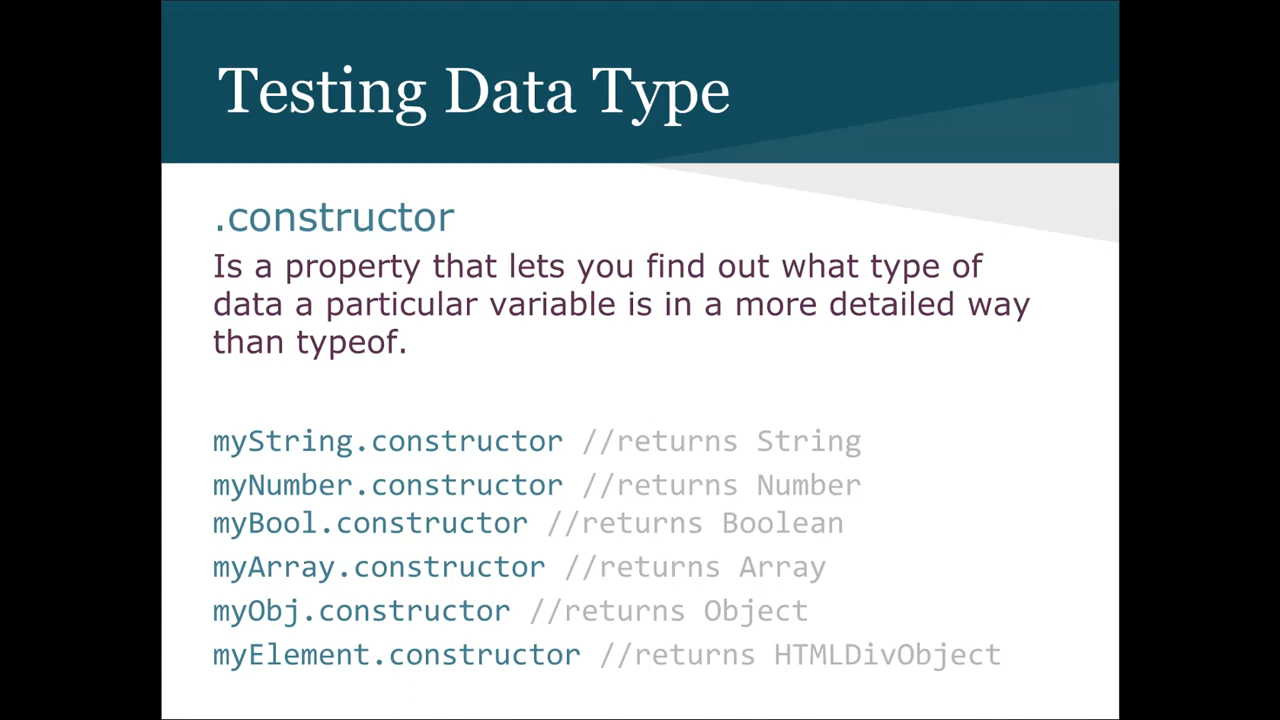 Testing Data Type
.constructor
Is a property that lets you find out what type of
data a particular variable is in a more detailed way
than typeof.
myString.constructor //returns String
myNumber.constructor //returns Number
myBool.constructor //returns Boolean
myArray.constructor //returns Array
myObj.constructor //returns Object
myElement.constructor //returns HTMLDivObject